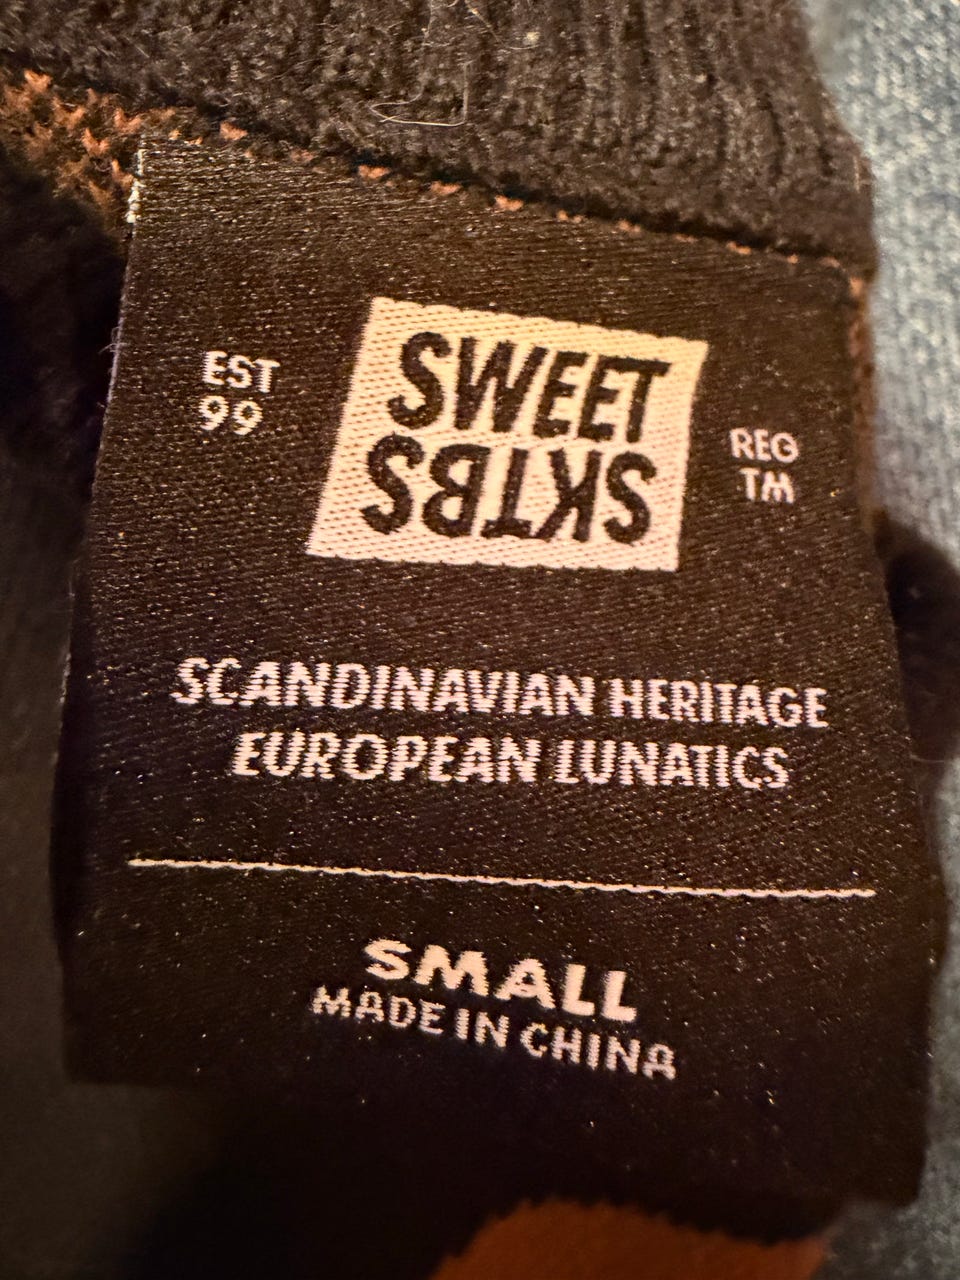 EST
99
SWEET
SKTBS
REG
TM
SCANDINAVIAN HERITAGE
EUROPEAN LUNATICS
SMALL
MADE IN CHINA